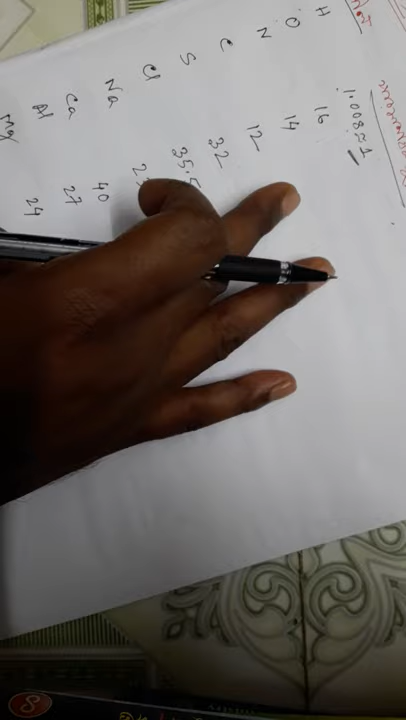 H 1.008≈1
O 16
N 14
C 12
S 32
Cl 35.5
Na
Ca 40
Al 27
Mg 24